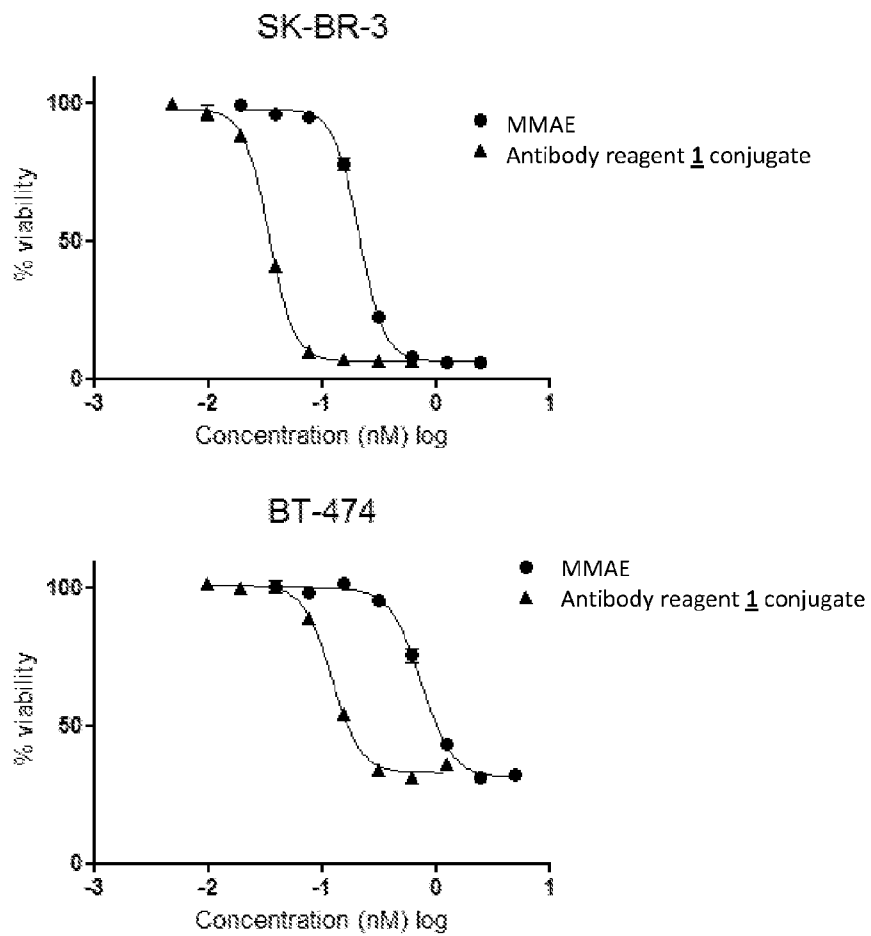 SK-BR-3
MMAE
Antibody reagent 1 conjugate
% viability
100
50
0
-3 -2 -1 0 1
Concentration (nM) log
BT-474
MMAE
Antibody reagent 1 conjugate
% viability
100
50
0
-3 -2 -1 0 1
Concentration (nM) log